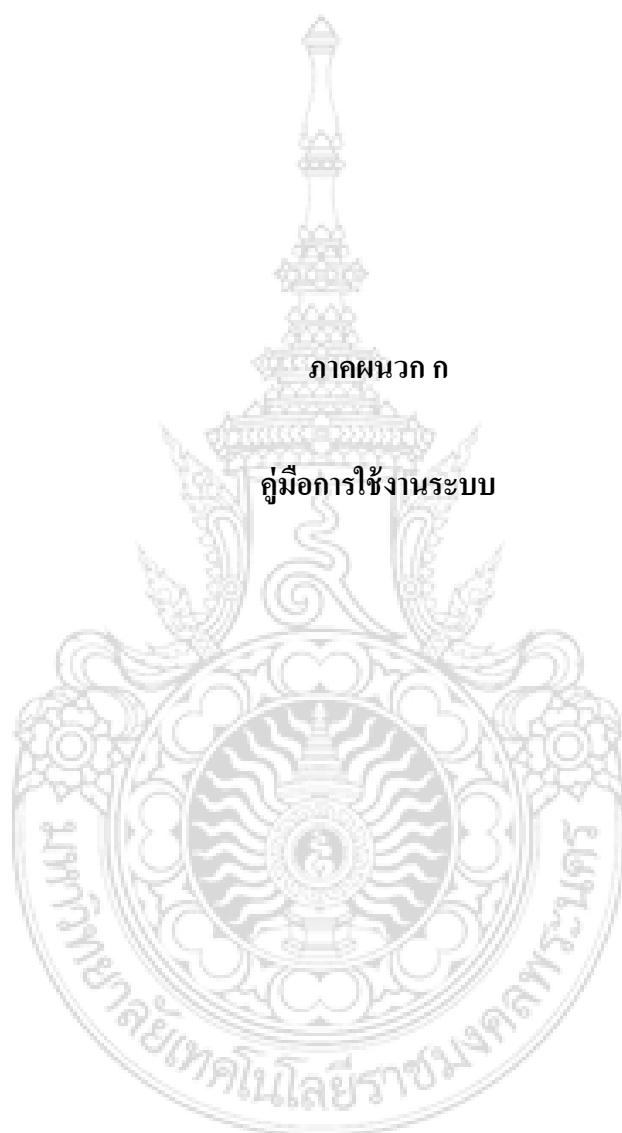 ภาคผนวก ก
คู่มือการใช้งานระบบ
มหาวิทยาลัยเทคโนโลยีราชมงคลพระนคร